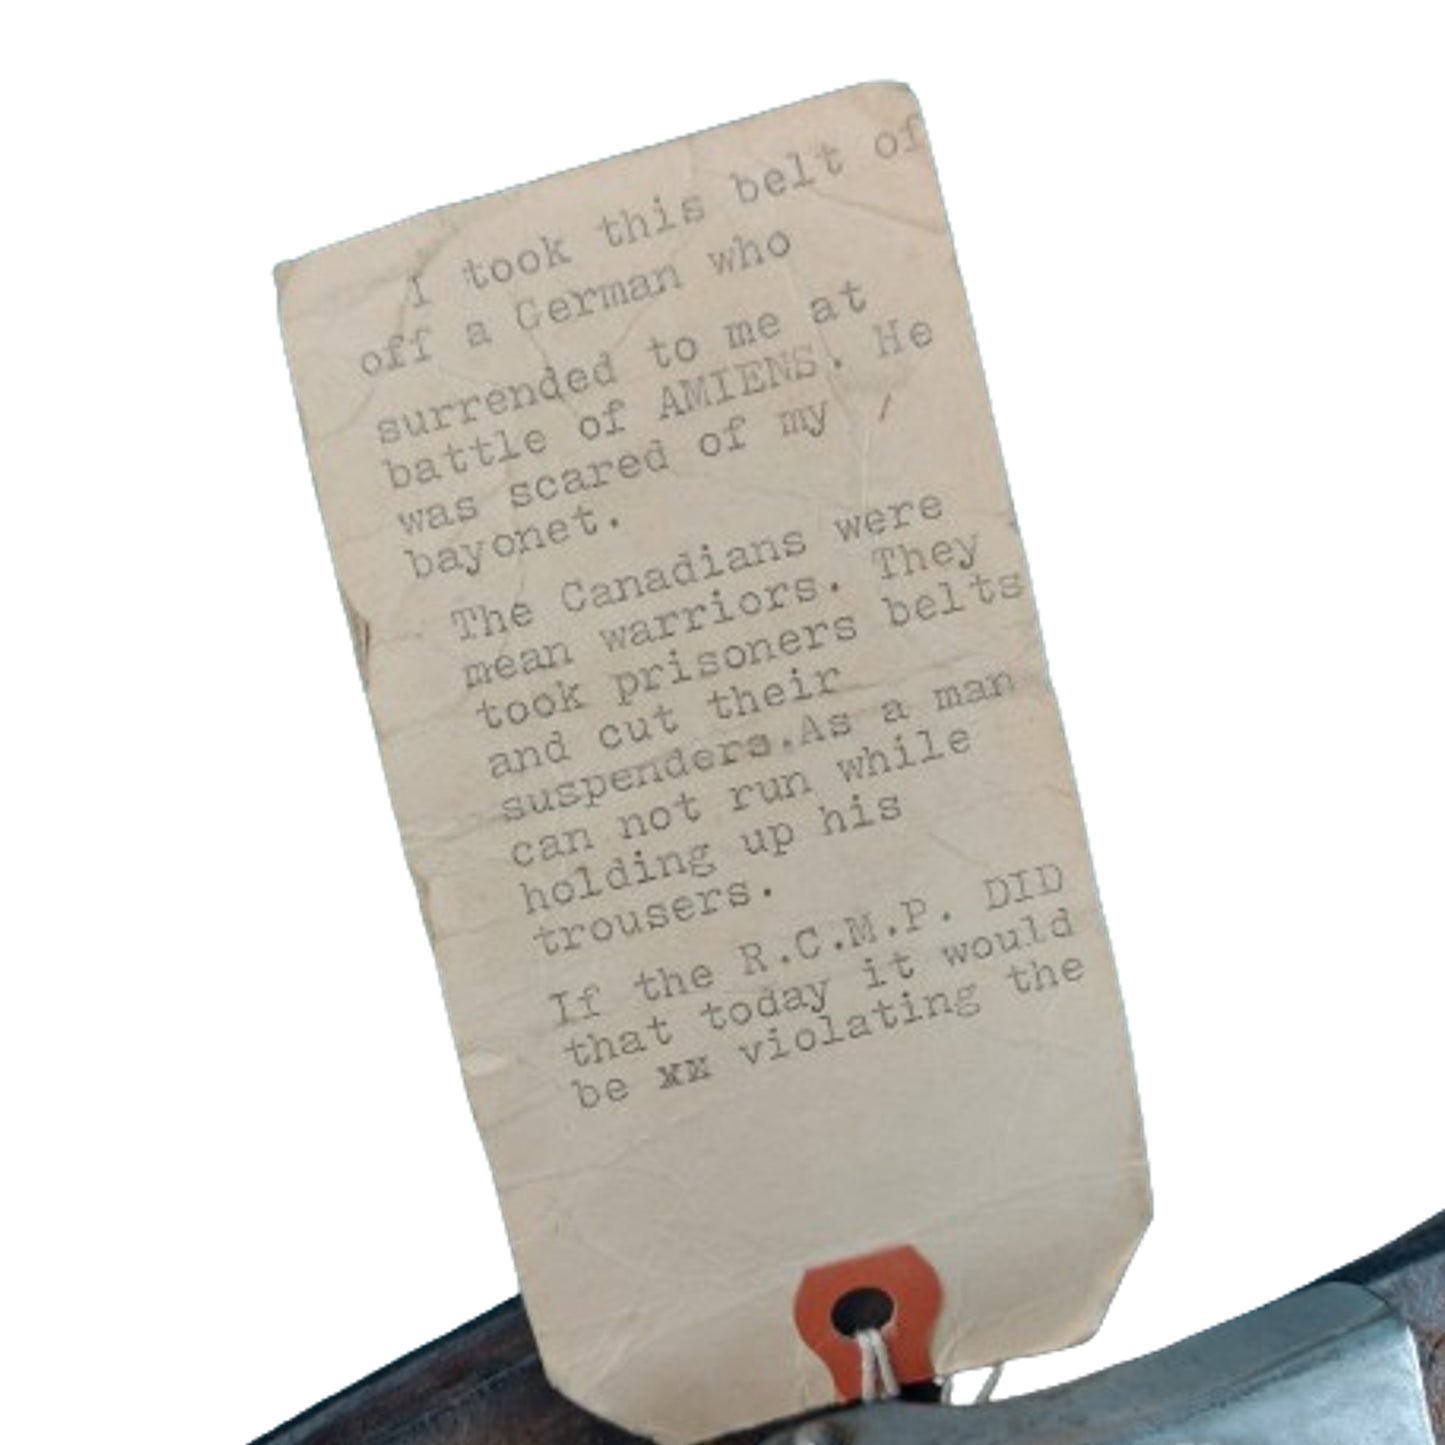 I took this belt of
off a German who
surrended to me at
battle of AMIENS. He
was scared of my
bayonet.
The Canadians were
mean warriors. They
took prisoners belts
and cut their
suspenders.As a man
can not run while
holding up his
trousers.
If the R.C.M.P. DID
that today it would
be xx violating the